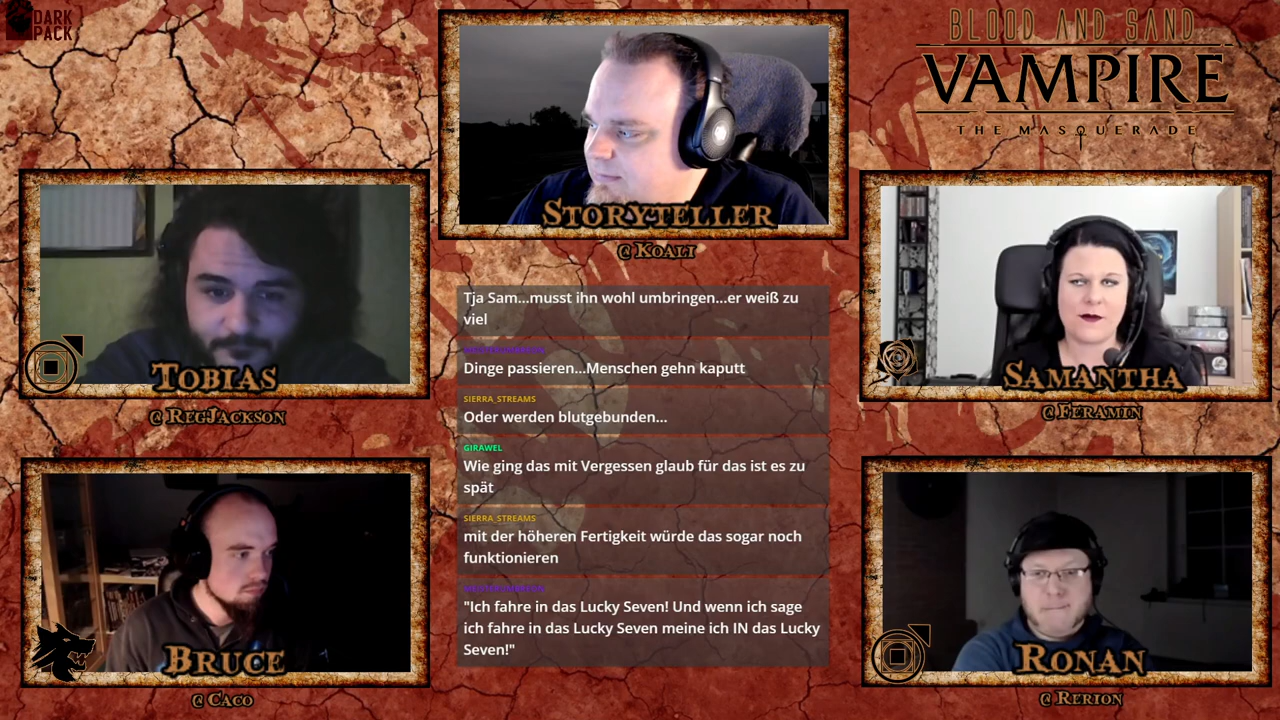 DARK
PACK
BLOOD AND SAND
VAMPIRE
THE MASQUERADE
STORYTELLER
@ KOALI
TOBIAS
@ REGJACKSON
SAMANTHA
@ FERAMIN
Tja Sam...musst ihn wohl umbringen...er weiß zu
viel
Dinge passieren...Menschen gehn kaputt
SIERRA_STREAMS
Oder werden blutgebunden...
GIRAWEL
Wie ging das mit Vergessen glaub für das ist es zu
spät
SIERRA_STREAMS
mit der höheren Fertigkeit würde das sogar noch
funktionieren
"Ich fahre in das Lucky Seven! Und wenn ich sage
ich fahre in das Lucky Seven meine ich IN das Lucky
Seven!"
BRUCE
@ CACO
RONAN
@ RERION